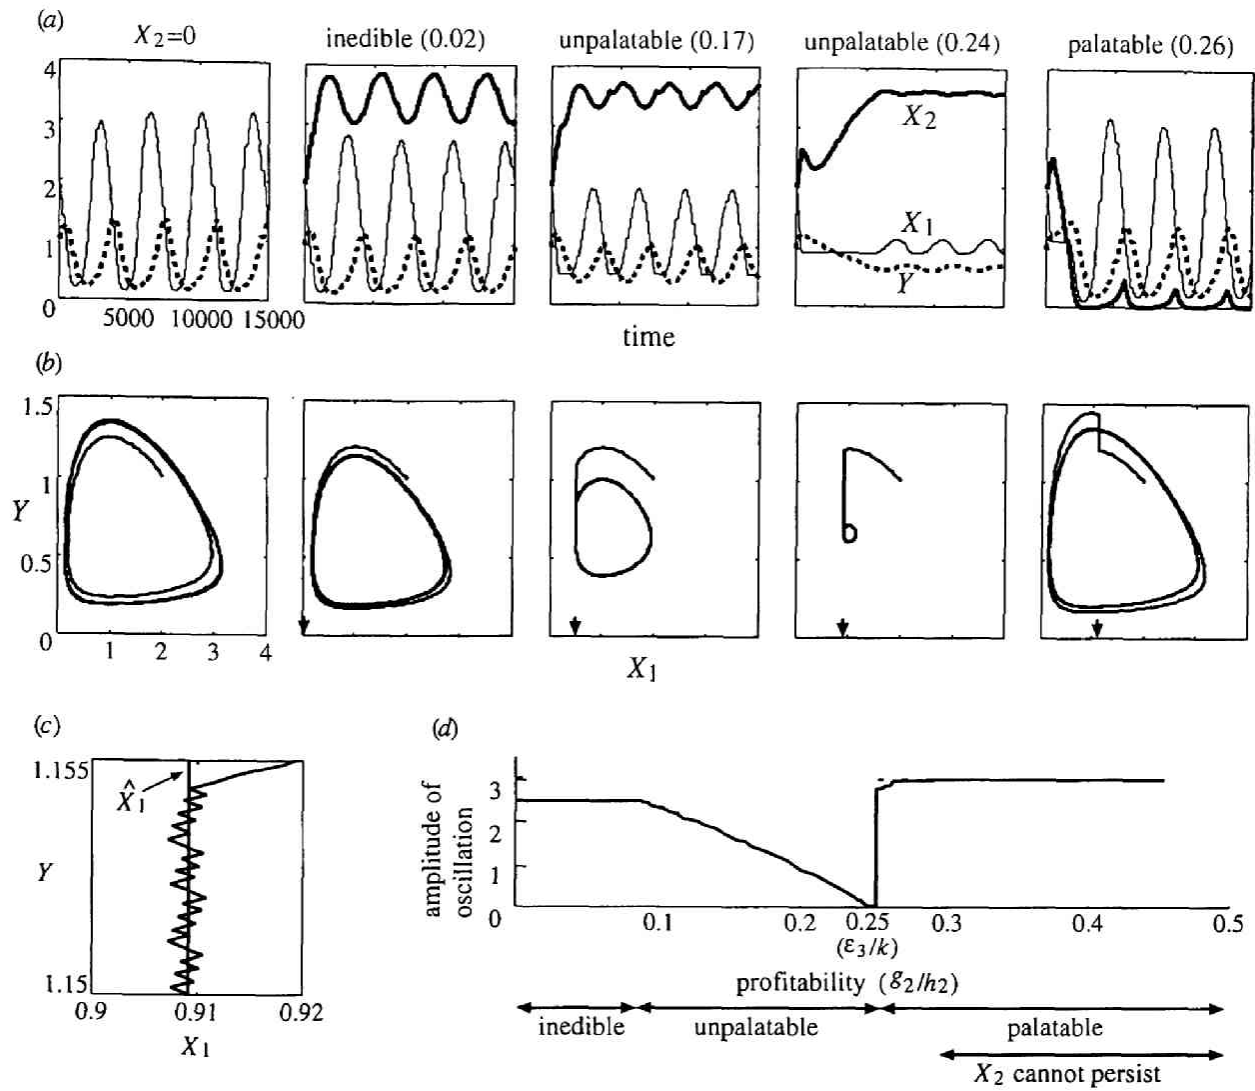 (a)
X2=0
inedible (0.02)
unpalatable (0.17)
unpalatable (0.24)
palatable (0.26)
4
3
2
1
0
5000 10000 15000
X2
X1
Y
time
(b)
1.5
1
0.5
0
Y
1 2 3 4
X1
(c)
1.155
X̂1
Y
1.15
0.9 0.91 0.92
X1
(d)
amplitude of
oscillation
3
2
1
0
0.1 0.2 0.25 0.3 0.4 0.5
(ε3/k)
profitability (g2/h2)
inedible unpalatable palatable
X2 cannot persist